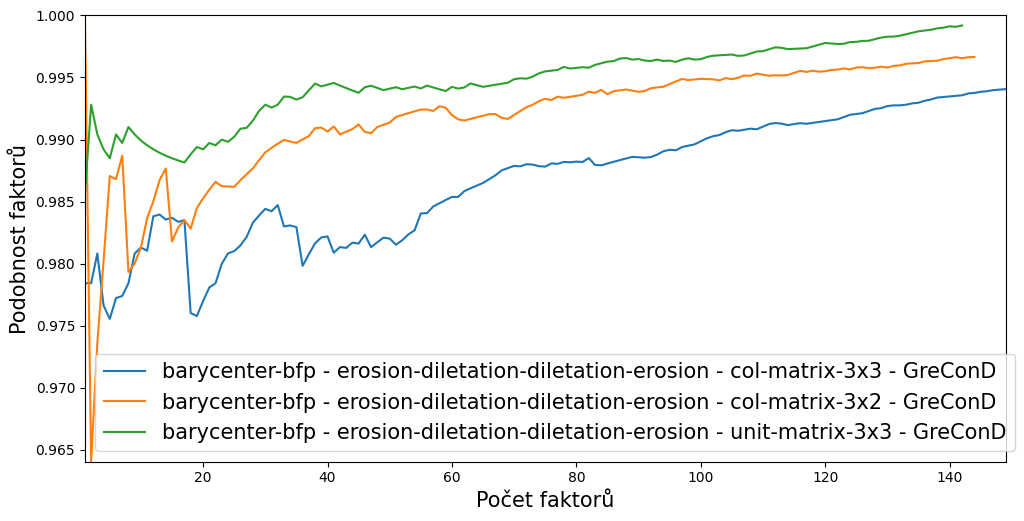 1.000
0.995
0.990
0.985
0.980
0.975
0.970
0.965
Podobnost faktorů
barycenter-bfp - erosion-diletation-diletation-erosion - col-matrix-3x3 - GreConD
barycenter-bfp - erosion-diletation-diletation-erosion - col-matrix-3x2 - GreConD
barycenter-bfp - erosion-diletation-diletation-erosion - unit-matrix-3x3 - GreConD
20 40 60 80 100 120 140
Počet faktorů